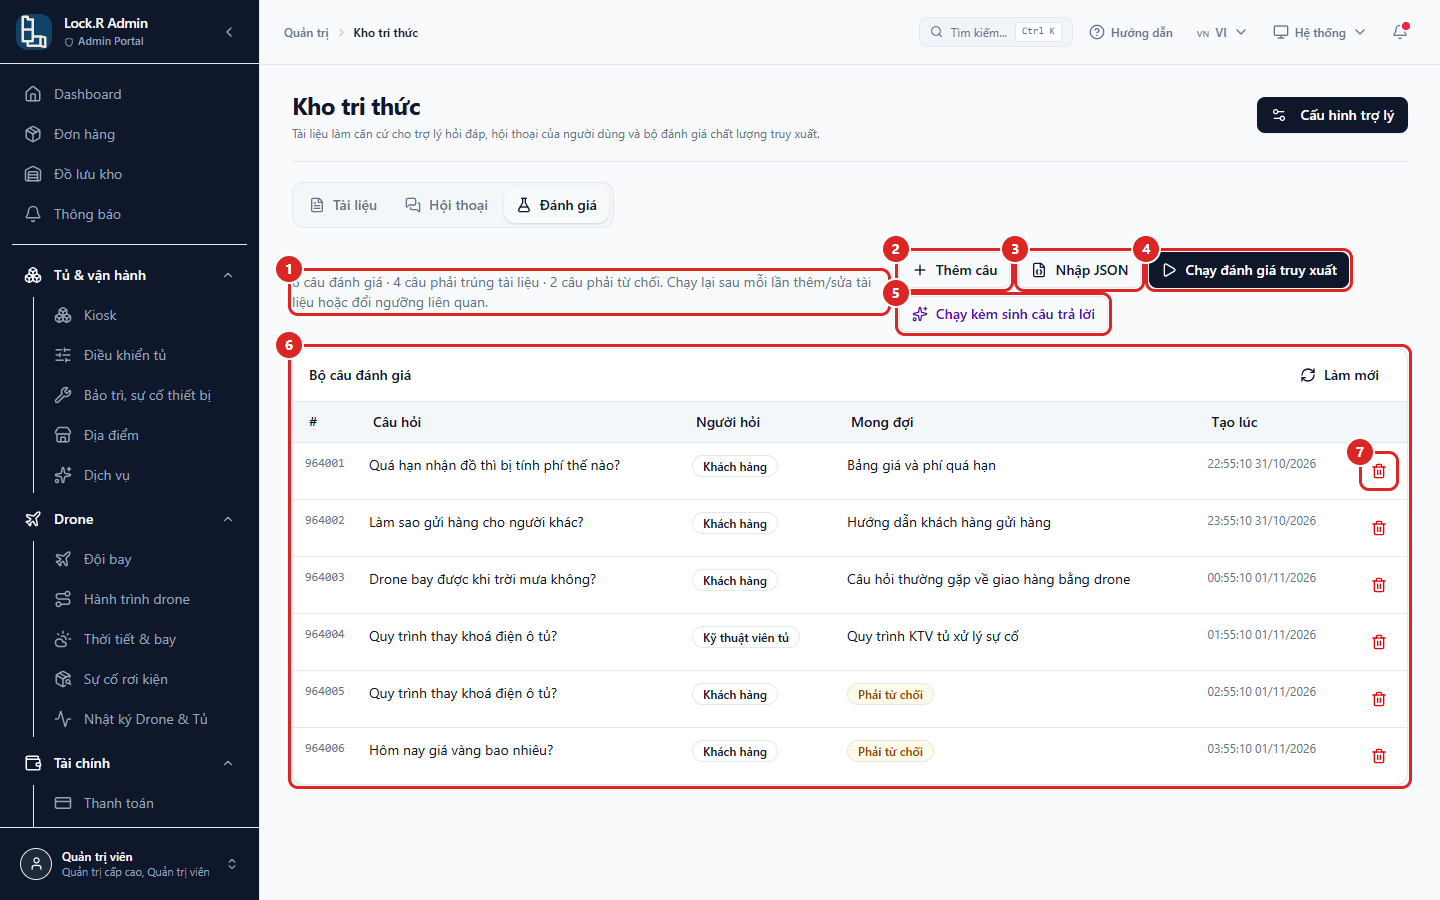 Lock.R Admin
Admin Portal
Dashboard
Đơn hàng
Đồ lưu kho
Thông báo
Tủ & vận hành
Kiosk
Điều khiển tủ
Bảo trì, sự cố thiết bị
Địa điểm
Dịch vụ
Drone
Đội bay
Hành trình drone
Thời tiết & bay
Sự cố rơi kiện
Nhật ký Drone & Tủ
Tài chính
Thanh toán
Quản trị viên
Quản trị cấp cao, Quản trị viên
Quản trị > Kho tri thức
Tìm kiếm... Ctrl K
Hướng dẫn
VN VI
Hệ thống
Kho tri thức
Tài liệu làm căn cứ cho trợ lý hỏi đáp, hội thoại của người dùng và bộ đánh giá chất lượng truy xuất.
Cấu hình trợ lý
Tài liệu Hội thoại Đánh giá
1
6 câu đánh giá · 4 câu phải trúng tài liệu · 2 câu phải từ chối. Chạy lại sau mỗi lần thêm/sửa tài
liệu hoặc đổi ngưỡng liên quan.
2 Thêm câu
3 Nhập JSON
4 Chạy đánh giá truy xuất
5 Chạy kèm sinh câu trả lời
6
Bộ câu đánh giá Làm mới
# Câu hỏi Người hỏi Mong đợi Tạo lúc
964001 Quá hạn nhận đồ thì bị tính phí thế nào? Khách hàng Bảng giá và phí quá hạn 22:55:10 31/10/2026 7
964002 Làm sao gửi hàng cho người khác? Khách hàng Hướng dẫn khách hàng gửi hàng 23:55:10 31/10/2026
964003 Drone bay được khi trời mưa không? Khách hàng Câu hỏi thường gặp về giao hàng bằng drone 00:55:10 01/11/2026
964004 Quy trình thay khoá điện ô tủ? Kỹ thuật viên tủ Quy trình KTV tủ xử lý sự cố 01:55:10 01/11/2026
964005 Quy trình thay khoá điện ô tủ? Khách hàng Phải từ chối 02:55:10 01/11/2026
964006 Hôm nay giá vàng bao nhiêu? Khách hàng Phải từ chối 03:55:10 01/11/2026